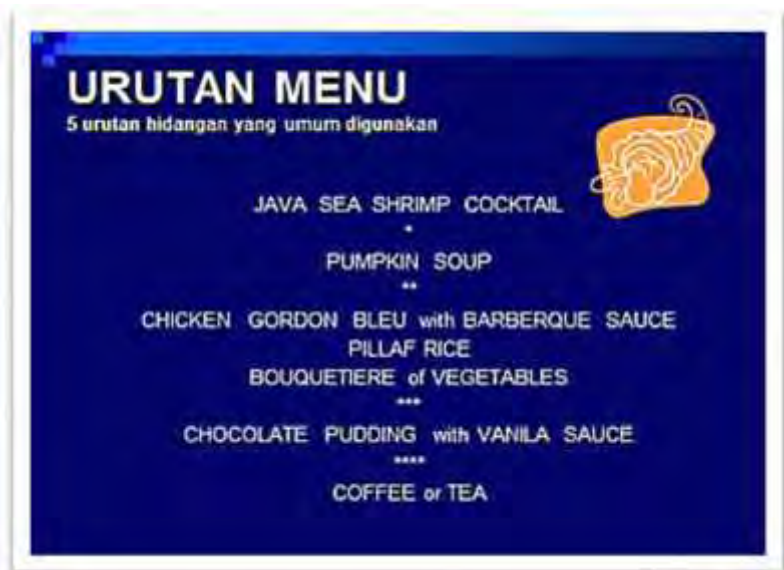 URUTAN MENU
5 urutan hidangan yang umum digunakan
JAVA SEA SHRIMP COCKTAIL
*
PUMPKIN SOUP
**
CHICKEN GORDON BLEU with BARBERQUE SAUCE
PILLAF RICE
BOUQUETIERE of VEGETABLES
***
CHOCOLATE PUDDING with VANILA SAUCE
****
COFFEE or TEA